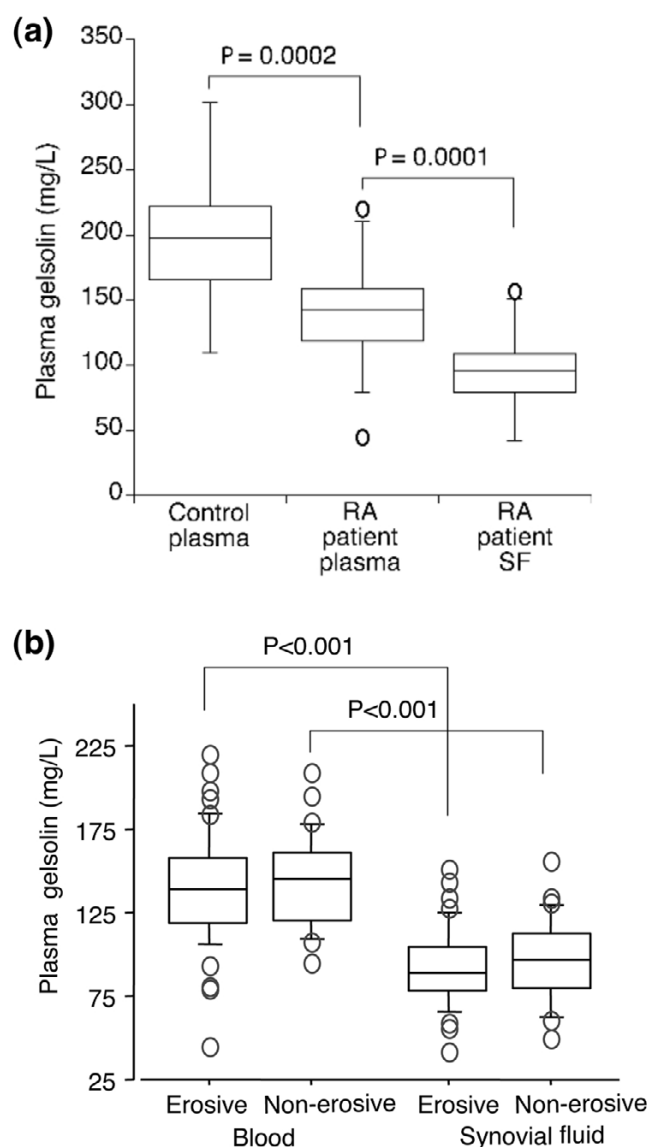 (a)
350
300
250
200
150
100
50
0
Plasma gelsolin (mg/L)
P = 0.0002
P = 0.0001
Control
plasma
RA
patient
plasma
RA
patient
SF
(b)
P<0.001
P<0.001
225
175
125
75
25
Plasma gelsolin (mg/L)
Erosive Non-erosive Erosive Non-erosive
Blood Synovial fluid